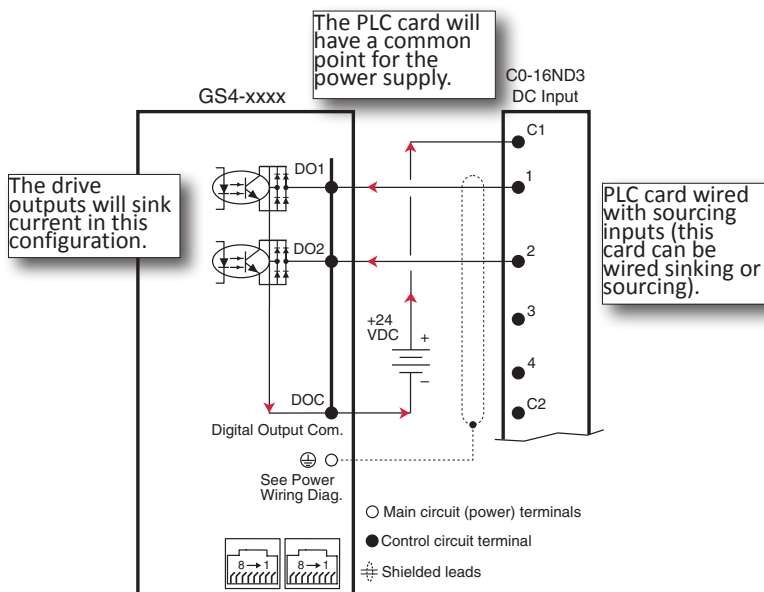 The PLC card will
have a common
point for the
power supply.
C0-16ND3
DC Input
GS4-xxxx
C1
DO1
1
The drive
outputs will sink
current in this
configuration.
PLC card wired
with sourcing
inputs (this
card can be
wired sinking or
sourcing).
DO2
2
+24
VDC
+
–
3
4
DOC
C2
Digital Output Com.
See Power
Wiring Diag.
Main circuit (power) terminals
Control circuit terminal
Shielded leads
8→1
8→1